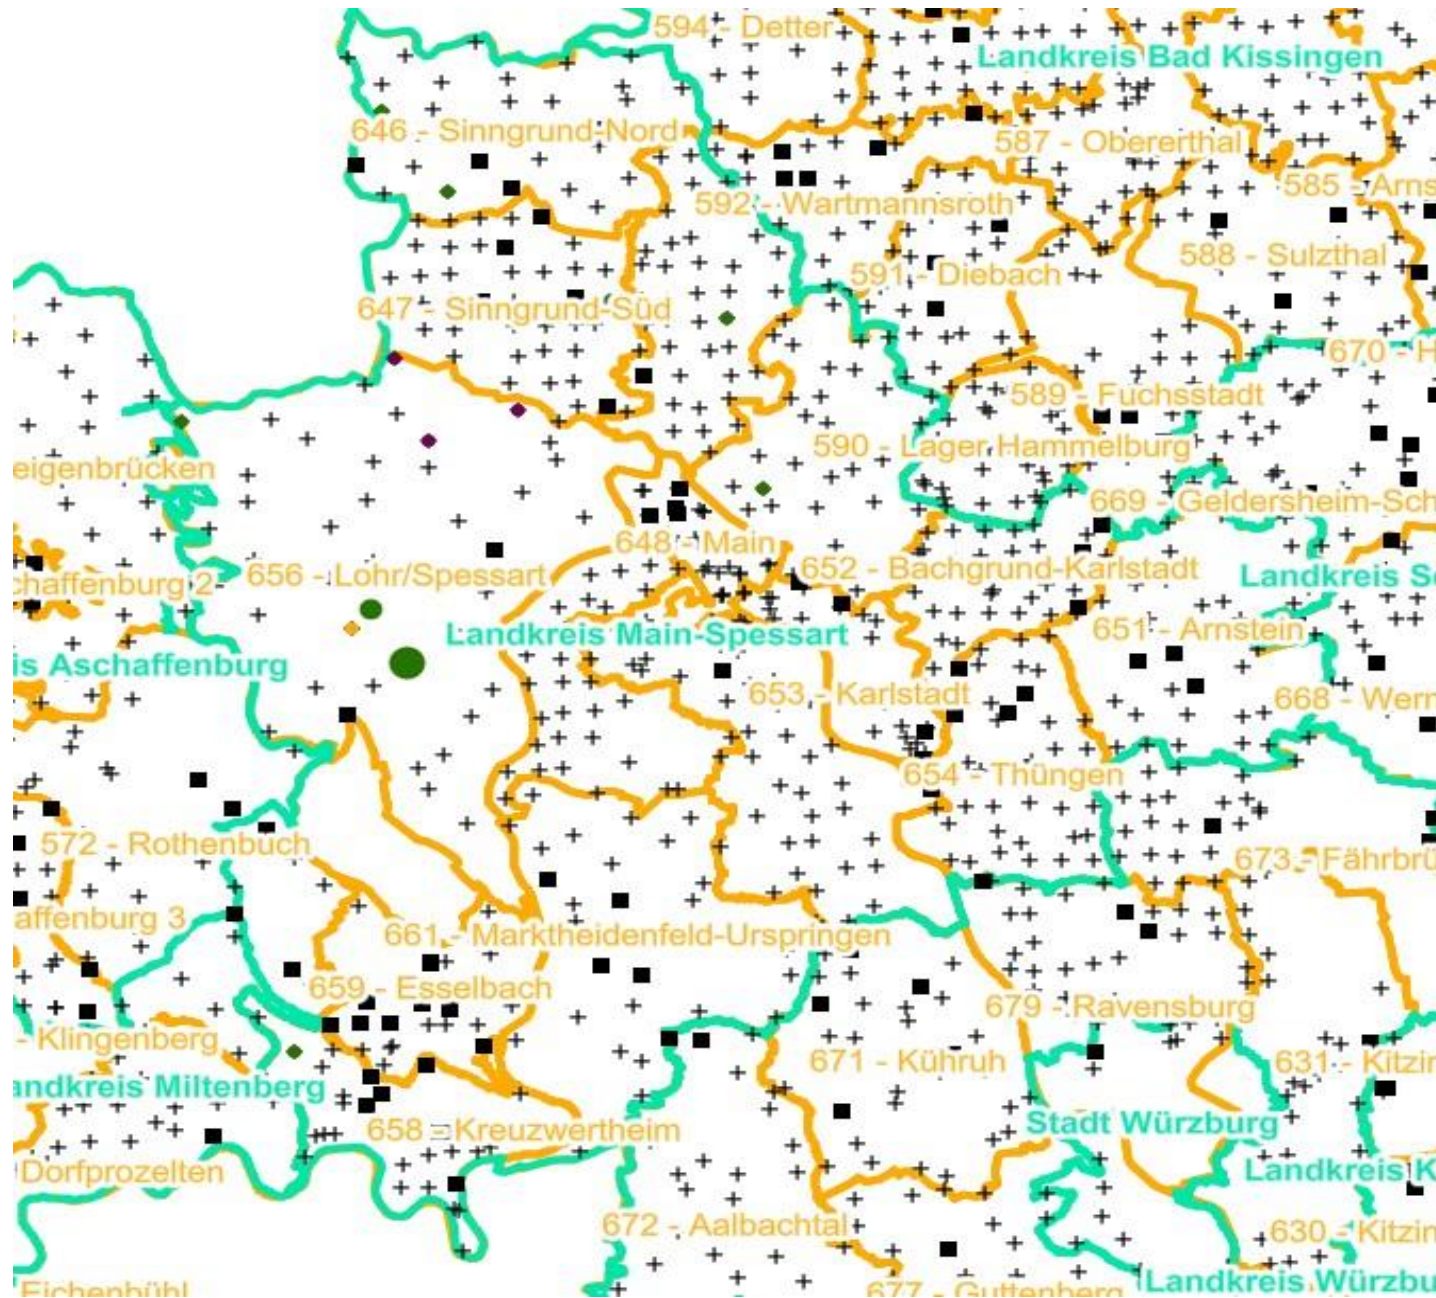 594 - Detter
Landkreis Bad Kissingen
646 - Sinngrund-Nord
587 - Obererthal
585 - Arns
592 - Wartmannsroth
588 - Sulzthal
591 - Diebach
647 - Sinngrund-Süd
670 - H
589 - Fuchsstadt
590 - Lager Hammelburg
eigenbrücken
669 - Geldersheim-Sch
648 - Main
652 - Bachgrund-Karlstadt
656 - Lohr/Spessart
chaffenburg 2
Landkreis Sc
651 - Arnstein
Landkreis Main-Spessart
is Aschaffenburg
653 - Karlstadt
668 - Wern
654 - Thüngen
572 - Rothenbuch
673 - Fährbrü
affenburg 3
661 - Marktheidenfeld-Urspringen
659 - Esselbach
679 - Ravensburg
- Klingenberg
671 - Kühruh
631 - Kitzin
andkreis Miltenberg
Stadt Würzburg
658 - Kreuzwertheim
Dorfprozelten
Landkreis K
672 - Aalbachtal
630 - Kitzin
Landkreis Würzbu
Eichenbühl
677 - Guttenberg